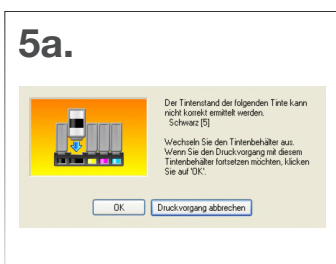 5a.
Der Tintenstand der folgenden Tinte kann
nicht korrekt ermittelt werden.
Schwarz [5]
Wechseln Sie den Tintenbehälter aus.
Wenn Sie den Druckvorgang mit diesem
Tintenbehälter fortsetzen möchten, klicken
Sie auf 'OK'.
OK
Druckvorgang abbrechen